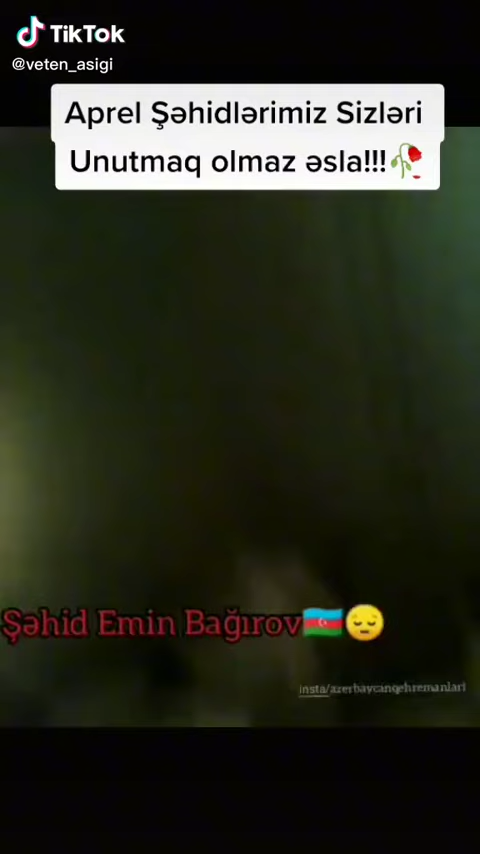 TikTok
@veten_asigi
Aprel Şəhidlərimiz Sizləri
Unutmaq olmaz əsla!!!🥀
Şəhid Emin Bağırov🇦🇿😔
insta/azerbaycanqehremanlari